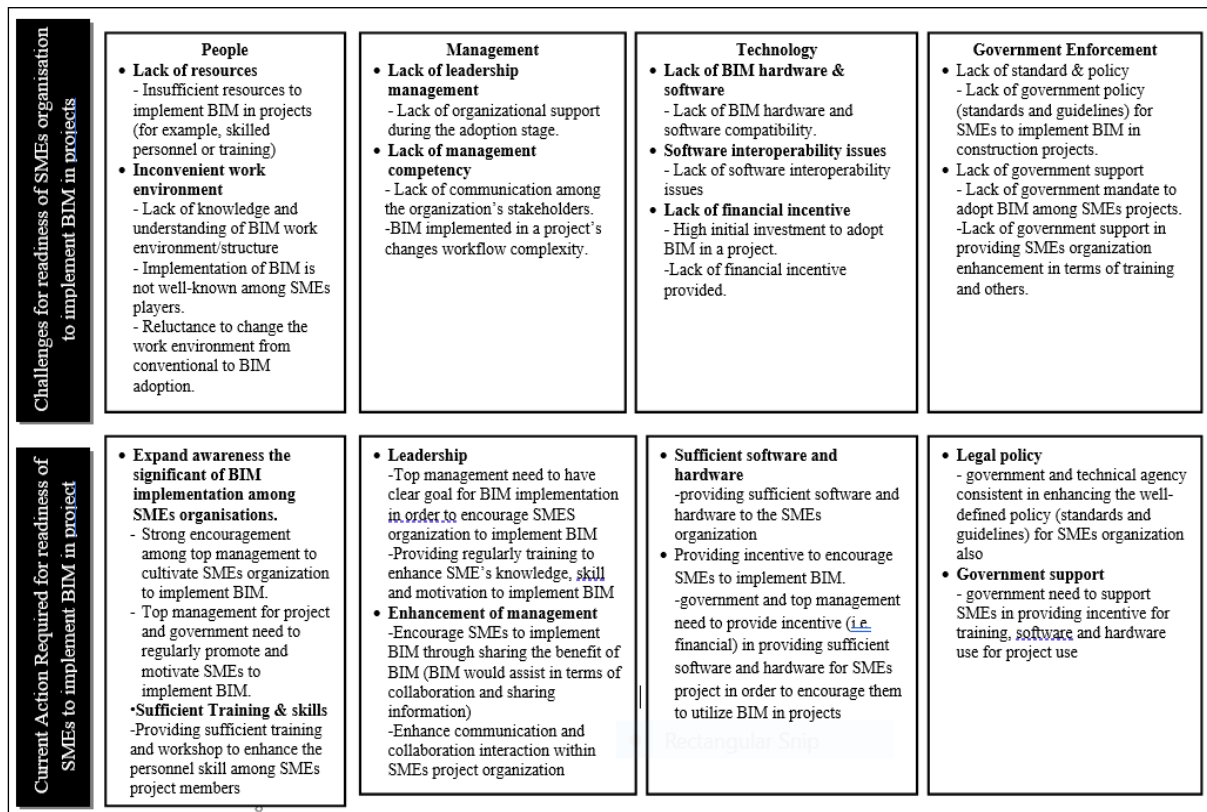 Challenges for readiness of SMEs organisation
to implement BIM in projects
People
• Lack of resources
- Insufficient resources to
implement BIM in projects
(for example, skilled
personnel or training)
• Inconvenient work
environment
- Lack of knowledge and
understanding of BIM work
environment/structure
- Implementation of BIM is
not well-known among SMEs
players.
- Reluctance to change the
work environment from
conventional to BIM
adoption.
Management
• Lack of leadership
management
- Lack of organizational support
during the adoption stage.
• Lack of management
competency
- Lack of communication among
the organization's stakeholders.
-BIM implemented in a project's
changes workflow complexity.
Technology
• Lack of BIM hardware &
software
- Lack of BIM hardware and
software compatibility.
• Software interoperability issues
- Lack of software interoperability
issues
• Lack of financial incentive
- High initial investment to adopt
BIM in a project.
-Lack of financial incentive
provided.
Government Enforcement
• Lack of standard & policy
- Lack of government policy
(standards and guidelines) for
SMEs to implement BIM in
construction projects.
• Lack of government support
- Lack of government mandate to
adopt BIM among SMEs projects.
-Lack of government support in
providing SMEs organization
enhancement in terms of training
and others.
Current Action Required for readiness of
SMEs to implement BIM in project
• Expand awareness the
significant of BIM
implementation among
SMEs organisations.
- Strong encouragement
among top management to
cultivate SMEs organization
to implement BIM.
- Top management for project
and government need to
regularly promote and
motivate SMEs to
implement BIM.
•Sufficient Training & skills
-Providing sufficient training
and workshop to enhance the
personnel skill among SMEs
project members
• Leadership
-Top management need to have
clear goal for BIM implementation
in order to encourage SMES
organization to implement BIM
-Providing regularly training to
enhance SME's knowledge, skill
and motivation to implement BIM
• Enhancement of management
-Encourage SMEs to implement
BIM through sharing the benefit of
BIM (BIM would assist in terms of
collaboration and sharing
information)
-Enhance communication and
collaboration interaction within
SMEs project organization
• Sufficient software and
hardware
-providing sufficient software and
hardware to the SMEs
organization
• Providing incentive to encourage
SMEs to implement BIM.
-government and top management
need to provide incentive (i.e.
financial) in providing sufficient
software and hardware for SMEs
project in order to encourage them
to utilize BIM in projects
Rectangular Snip
• Legal policy
- government and technical agency
consistent in enhancing the well-
defined policy (standards and
guidelines) for SMEs organization
also
• Government support
- government need to support
SMEs in providing incentive for
training, software and hardware
use for project use